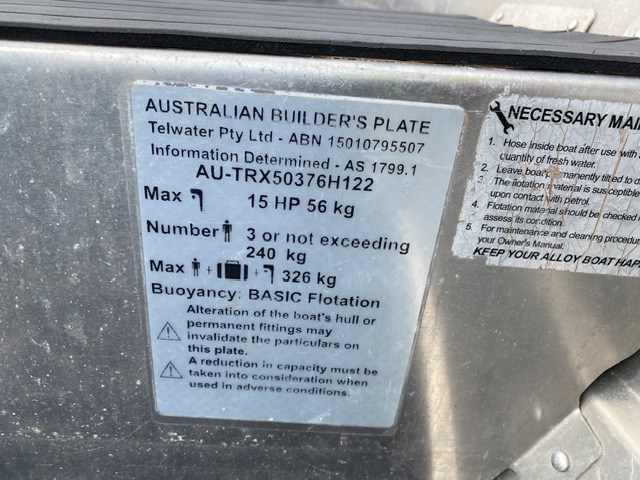 AUSTRALIAN BUILDER'S PLATE
Telwater Pty Ltd - ABN 15010795507
Information Determined - AS 1799.1
AU-TRX50376H122
Max 15 HP 56 kg
Number 3 or not exceeding
240 kg
Max + + 326 kg
Buoyancy: BASIC Flotation
Alteration of the boat's hull or
permanent fittings may
invalidate the particulars on
this plate.
A reduction in capacity must be
taken into consideration when
used in adverse conditions.
NECESSARY MAI
1. Hose inside boat after use with
quantity of fresh water.
2. Leave boat permanently tilted to d
3. The flotation material is susceptible
upon contact with petrol.
4. Flotation material should be checked
assess its condition.
5. For maintenance and cleaning procedur
your Owner's Manual.
KEEP YOUR ALLOY BOAT HAP